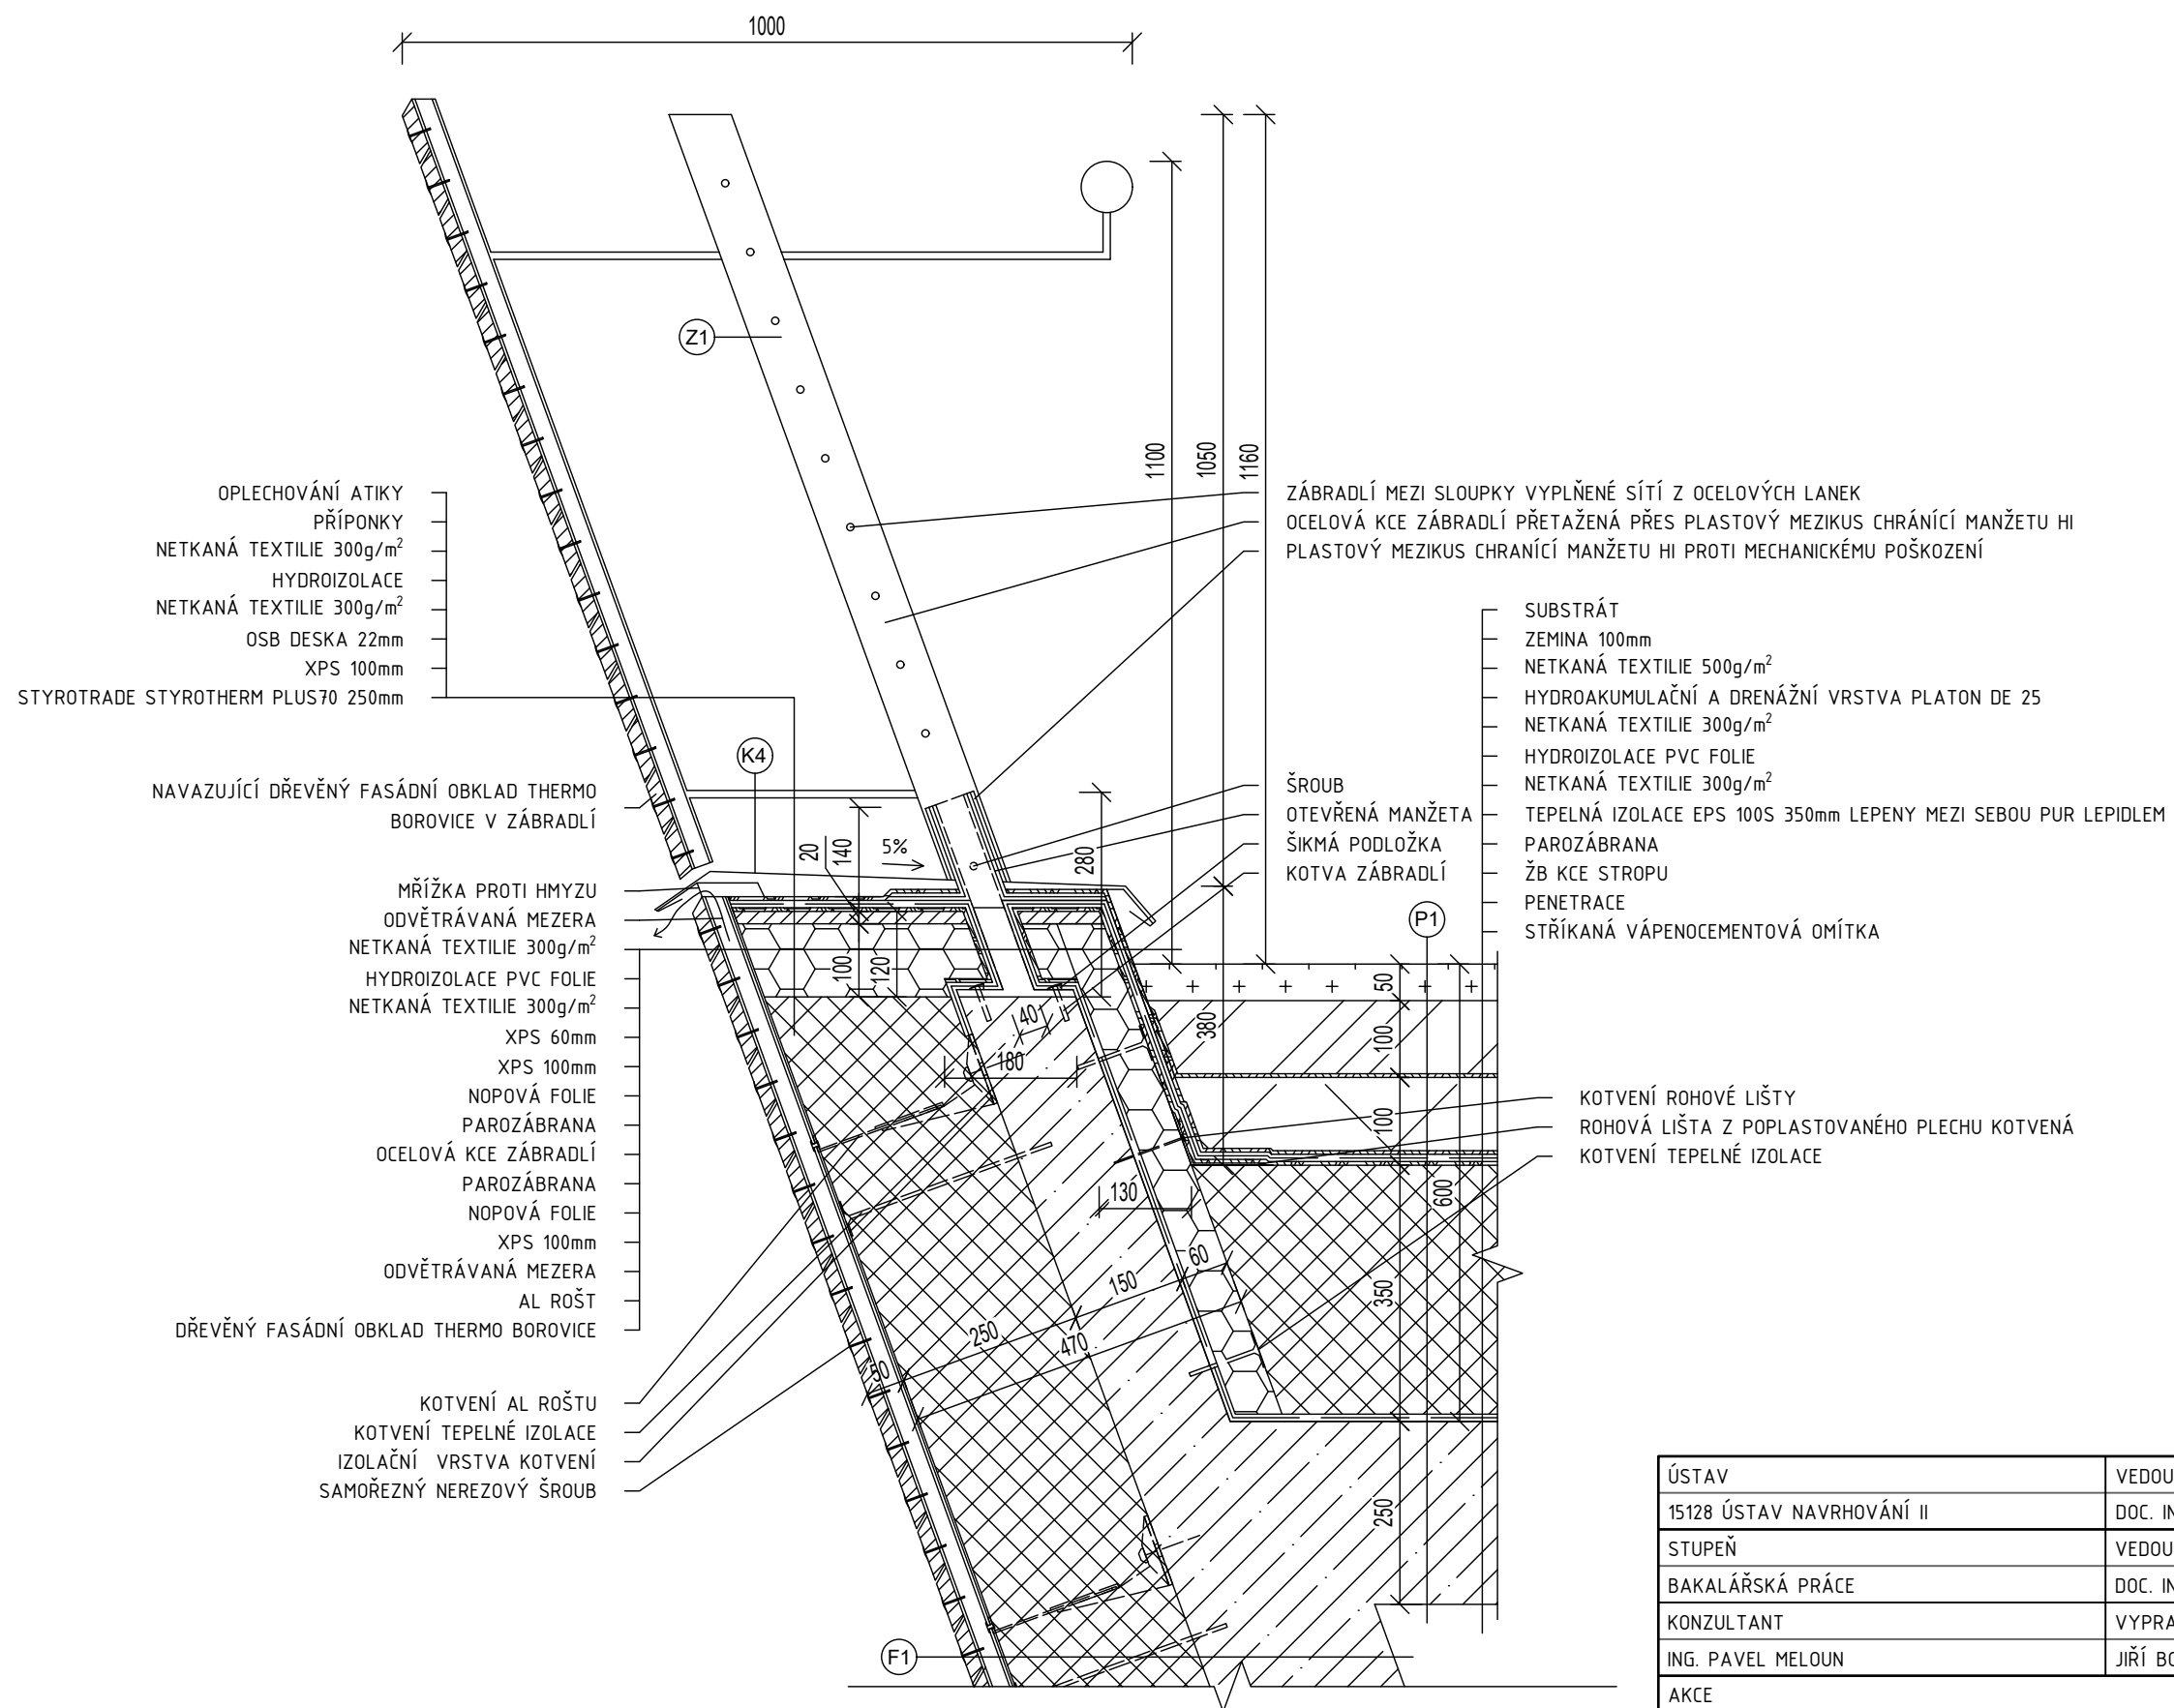 1000
Z1
1100
1050
1160
OPLECHOVÁNÍ ATIKY
PŘÍPONKY
NETKANÁ TEXTILIE 300g/m²
HYDROIZOLACE
NETKANÁ TEXTILIE 300g/m²
OSB DESKA 22mm
XPS 100mm
STYROTRADE STYROTHERM PLUS70 250mm
ZÁBRADLÍ MEZI SLOUPKY VYPLŇENÉ SÍTÍ Z OCELOVÝCH LANEK
OCELOVÁ KCE ZÁBRADLÍ PŘETAŽENÁ PŘES PLASTOVÝ MEZIKUS CHRÁNÍCÍ MANŽETU HI
PLASTOVÝ MEZIKUS CHRANÍCÍ MANŽETU HI PROTI MECHANICKÉMU POŠKOZENÍ
SUBSTRÁT
ZEMINA 100mm
NETKANÁ TEXTILIE 500g/m²
HYDROAKUMULAČNÍ A DRENÁŽNÍ VRSTVA PLATON DE 25
NETKANÁ TEXTILIE 300g/m²
HYDROIZOLACE PVC FOLIE
NETKANÁ TEXTILIE 300g/m²
TEPELNÁ IZOLACE EPS 100S 350mm LEPENY MEZI SEBOU PUR LEPIDLEM
PAROZÁBRANA
ŽB KCE STROPU
PENETRACE
STŘÍKANÁ VÁPENOCEMENTOVÁ OMÍTKA
K4
NAVAZUJÍCÍ DŘEVĚNÝ FASÁDNÍ OBKLAD THERMO
BOROVICE V ZÁBRADLÍ
ŠROUB
OTEVŘENÁ MANŽETA
ŠIKMÁ PODLOŽKA
KOTVA ZÁBRADLÍ
20
140
5%
280
P1
MŘÍŽKA PROTI HMYZU
ODVĚTRÁVANÁ MEZERA
NETKANÁ TEXTILIE 300g/m²
HYDROIZOLACE PVC FOLIE
NETKANÁ TEXTILIE 300g/m²
XPS 60mm
XPS 100mm
NOPOVÁ FOLIE
PAROZÁBRANA
OCELOVÁ KCE ZÁBRADLÍ
PAROZÁBRANA
NOPOVÁ FOLIE
XPS 100mm
ODVĚTRÁVANÁ MEZERA
AL ROŠT
DŘEVĚNÝ FASÁDNÍ OBKLAD THERMO BOROVICE
100
120
40
180
380
50
100
100
130
600
60
150
350
250
470
50
250
KOTVENÍ ROHOVÉ LIŠTY
ROHOVÁ LIŠTA Z POPLASTOVANÉHO PLECHU KOTVENÁ
KOTVENÍ TEPELNÉ IZOLACE
KOTVENÍ AL ROŠTU
KOTVENÍ TEPELNÉ IZOLACE
IZOLAČNÍ VRSTVA KOTVENÍ
SAMOŘEZNÝ NEREZOVÝ ŠROUB
F1
ÚSTAV
15128 ÚSTAV NAVRHOVÁNÍ II
DOC.
STUPEŇ
BAKALÁŘSKÁ PRÁCE
DOC.
KONZULTANT
ING. PAVEL MELOUN
JIŘÍ
AKCE